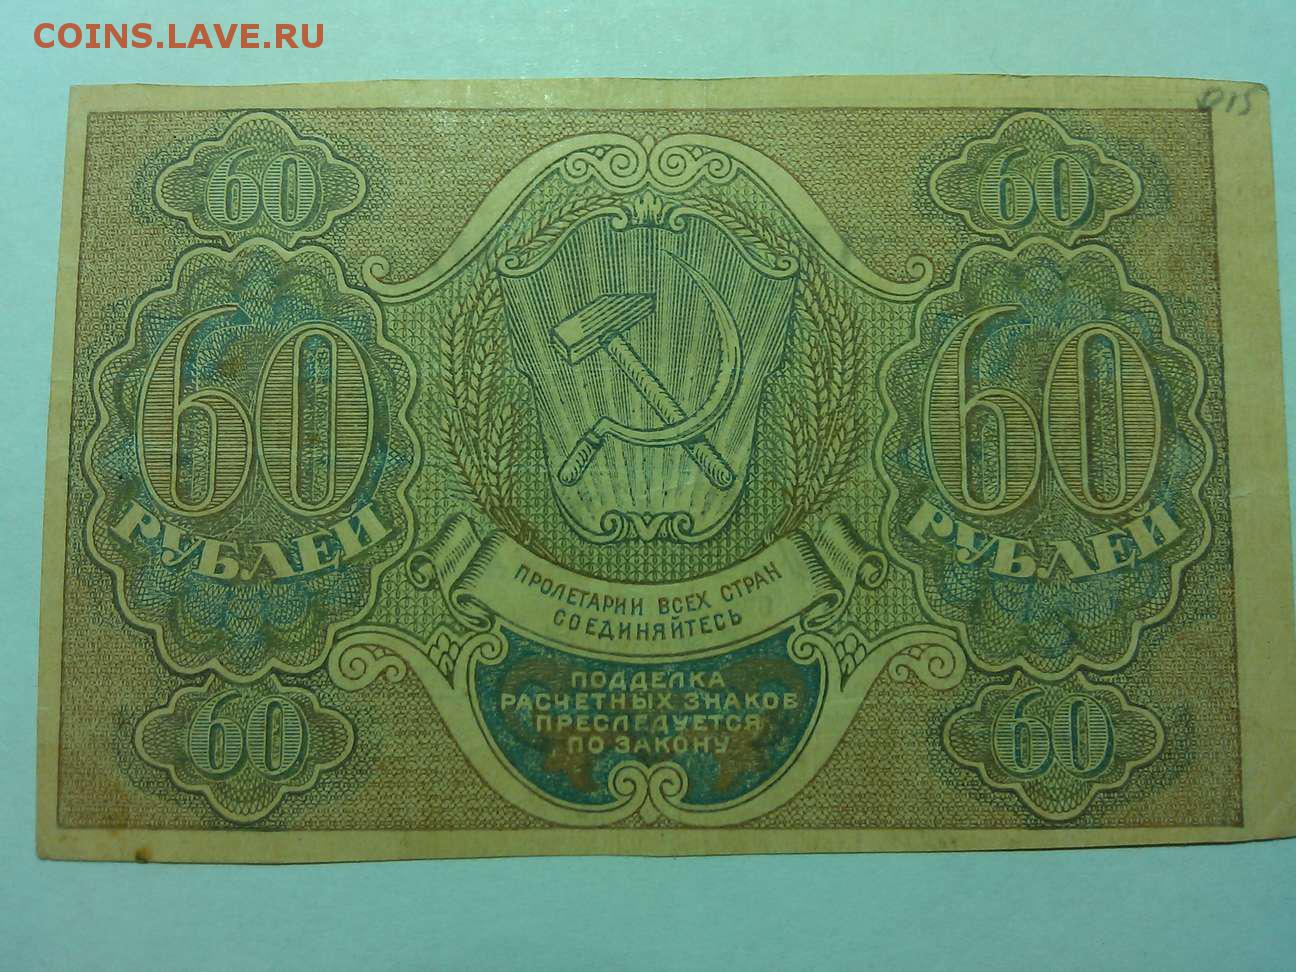 COINS.LAVE.RU
015
60
60
60
60
РУБЛЕЙ
РУБЛЕЙ
ПРОЛЕТАРИИ ВСЕХ СТРАН
СОЕДИНЯЙТЕСЬ
ПОДДЕЛКА
РАСЧЕТНЫХ ЗНАКОВ
ПРЕСЛЕДУЕТСЯ
ПО ЗАКОНУ
60
60